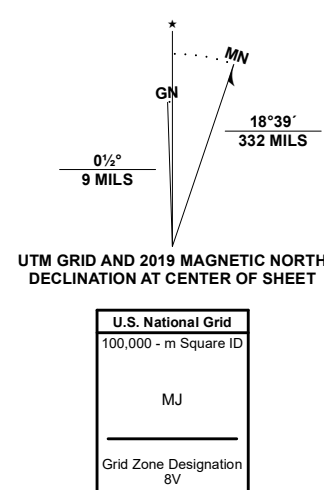 ★
MN
GN
18°39´
332 MILS
0½°
9 MILS
UTM GRID AND 2019 MAGNETIC NORTH
DECLINATION AT CENTER OF SHEET
U.S. National Grid
100,000 - m Square ID
MJ
Grid Zone Designation
8V